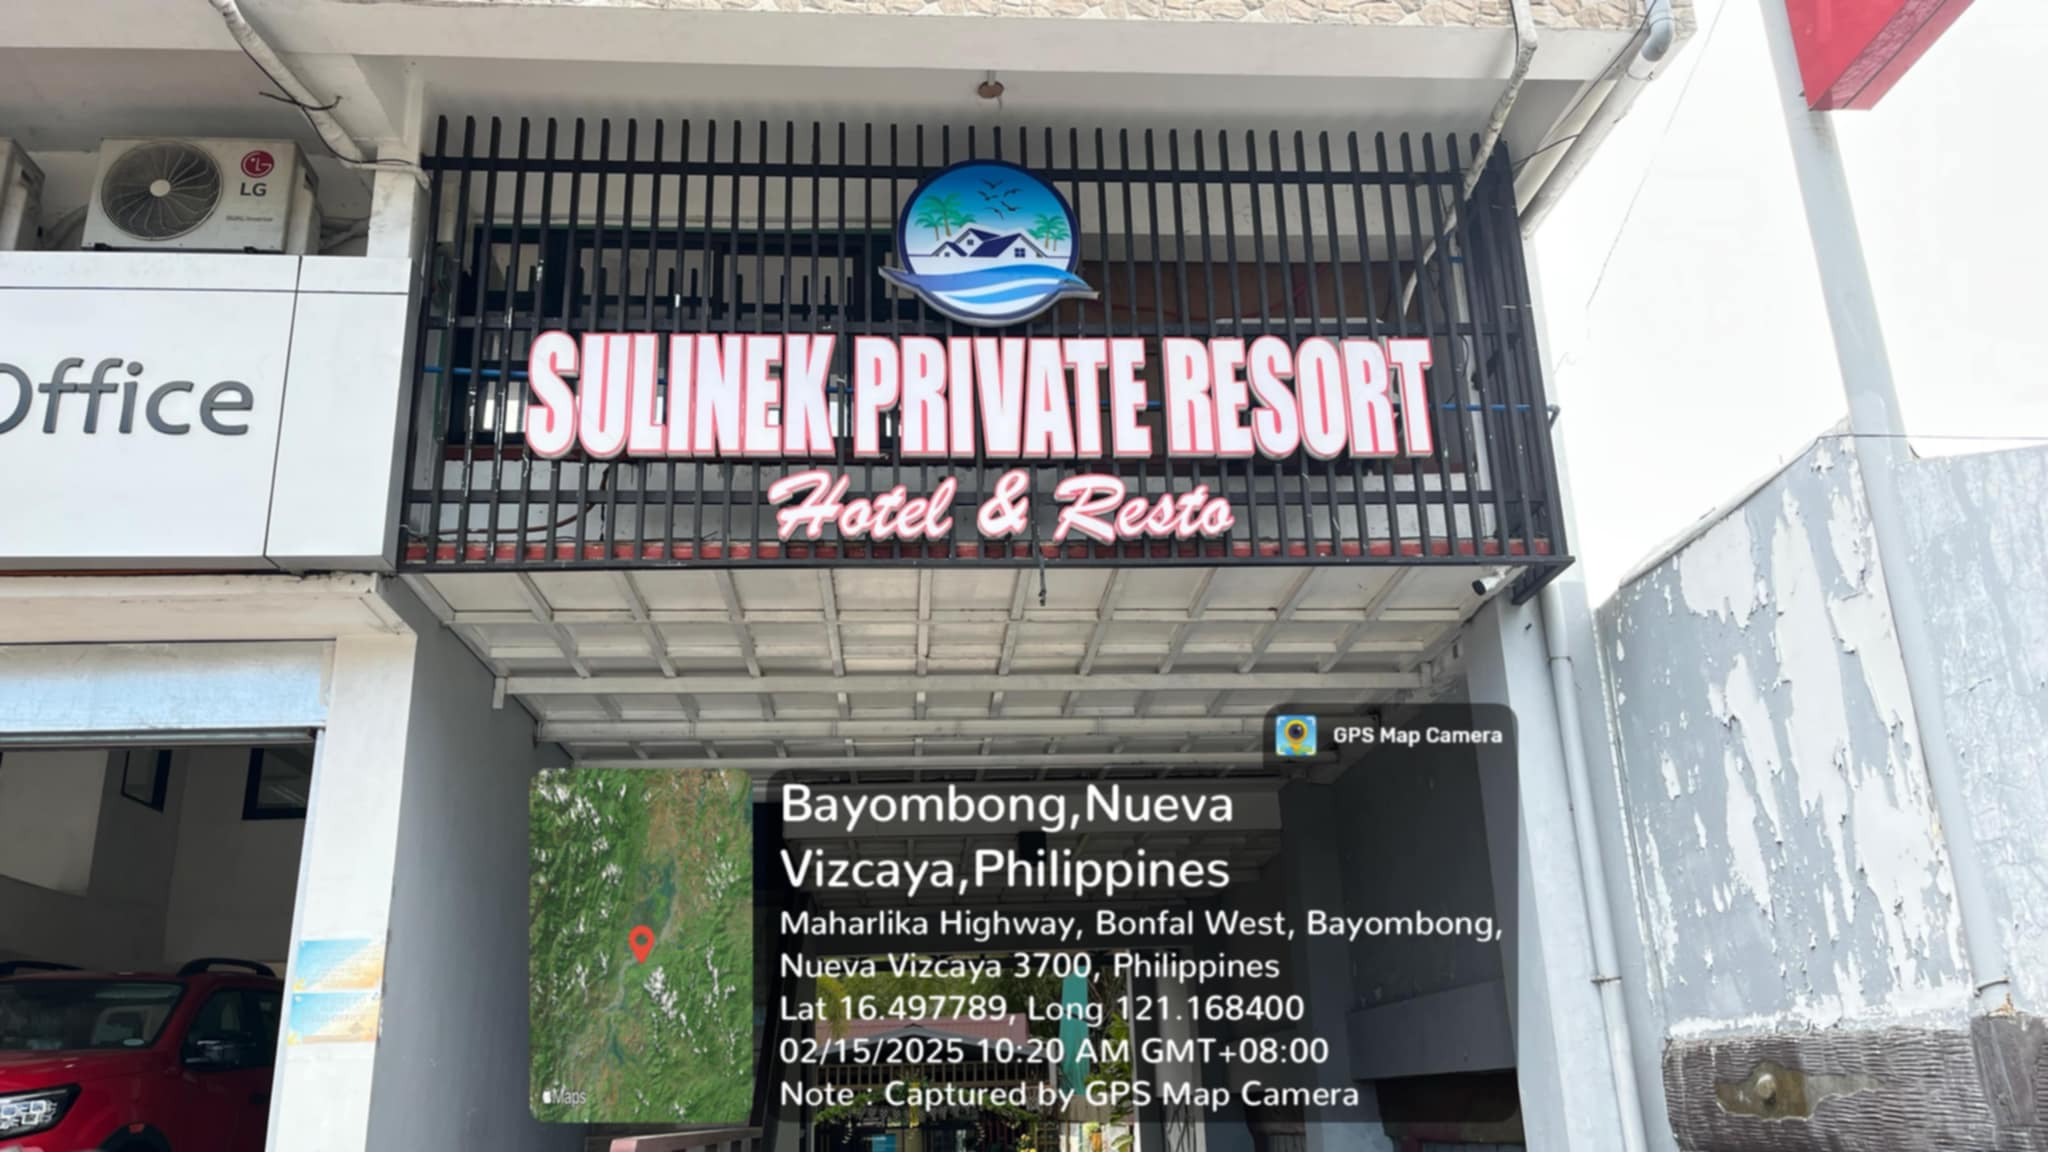 LG
DUAL Inverter
Office
SULINEK PRIVATE RESORT
Hotel & Resto
GPS Map Camera
Bayombong,Nueva
Vizcaya,Philippines
Maharlika Highway, Bonfal West, Bayombong,
Nueva Vizcaya 3700, Philippines
Lat 16.497789, Long 121.168400
02/15/2025 10:20 AM GMT+08:00
Note : Captured by GPS Map Camera
Maps